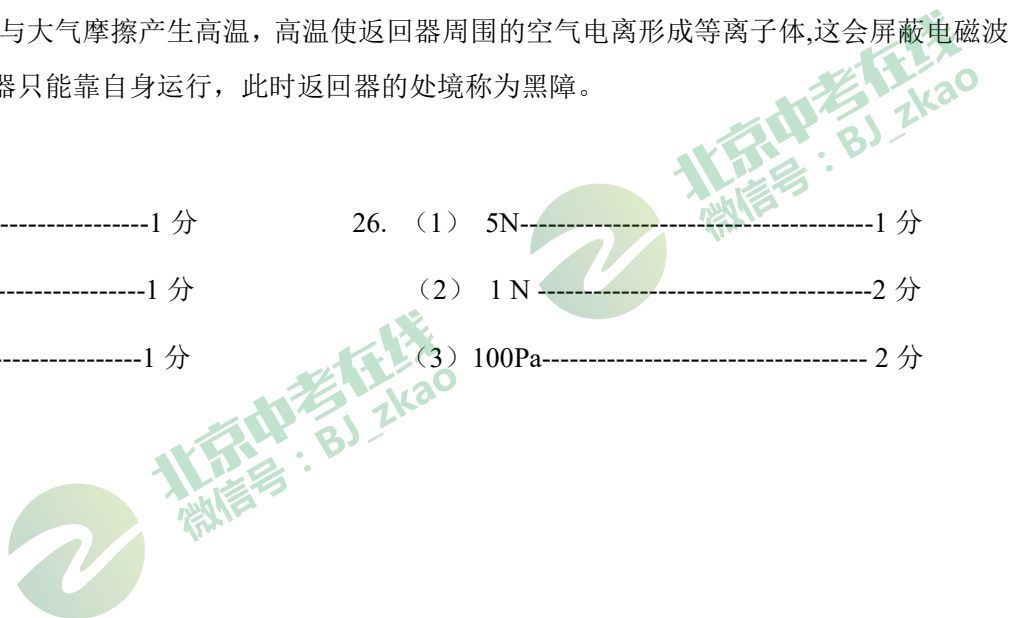 与大气摩擦产生高温，高温使返回器周围的空气电离形成等离子体,这会屏蔽电磁波
器只能靠自身运行，此时返回器的处境称为黑障。
北京中考在线
微信号：BJ_zkao
----------------1 分
26. （1） 5N-------------------------------------1 分
----------------1 分
（2） 1 N -----------------------------------2 分
----------------1 分
（3）100Pa---------------------------------- 2 分
北京中考在线
微信号：BJ_zkao